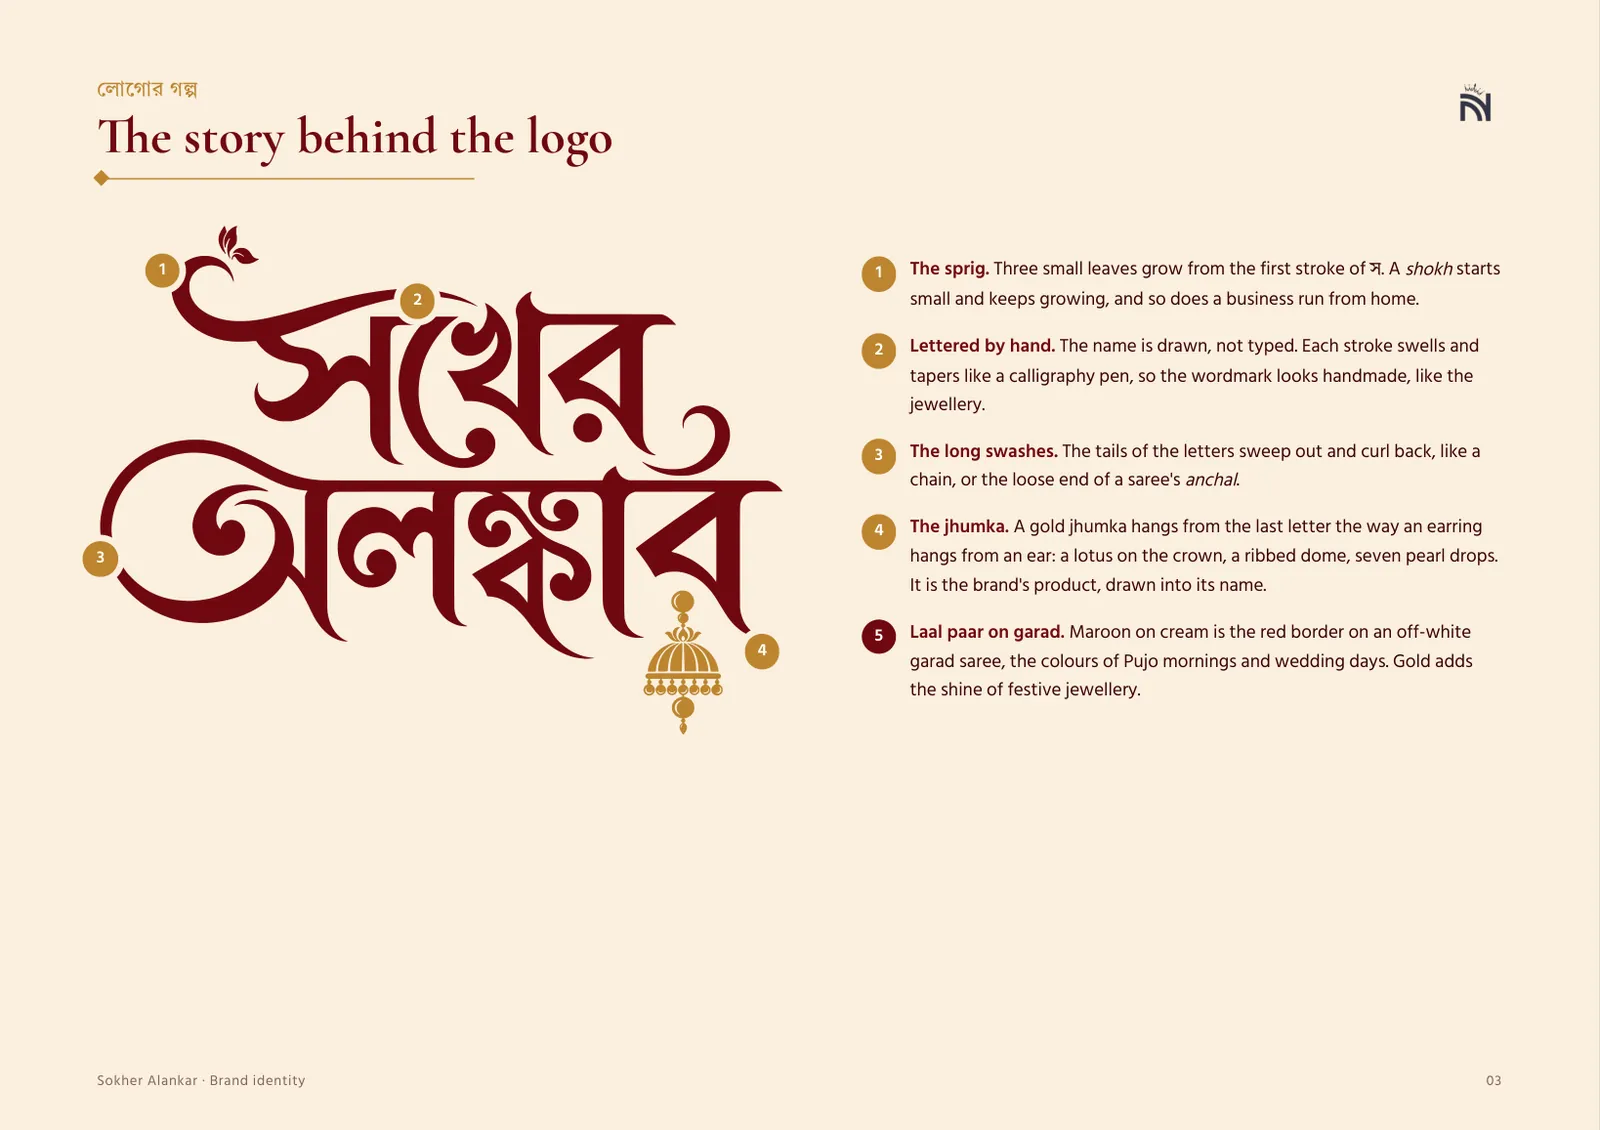 লোগোর গল্প
The story behind the logo
1
2
সখের
অলঙ্কার
3
4
1 The sprig. Three small leaves grow from the first stroke of স. A shokh starts
small and keeps growing, and so does a business run from home.
2 Lettered by hand. The name is drawn, not typed. Each stroke swells and
tapers like a calligraphy pen, so the wordmark looks handmade, like the
jewellery.
3 The long swashes. The tails of the letters sweep out and curl back, like a
chain, or the loose end of a saree's anchal.
4 The jhumka. A gold jhumka hangs from the last letter the way an earring
hangs from an ear: a lotus on the crown, a ribbed dome, seven pearl drops.
It is the brand's product, drawn into its name.
5 Laal paar on garad. Maroon on cream is the red border on an off-white
garad saree, the colours of Pujo mornings and wedding days. Gold adds
the shine of festive jewellery.
Sokher Alankar · Brand identity
03